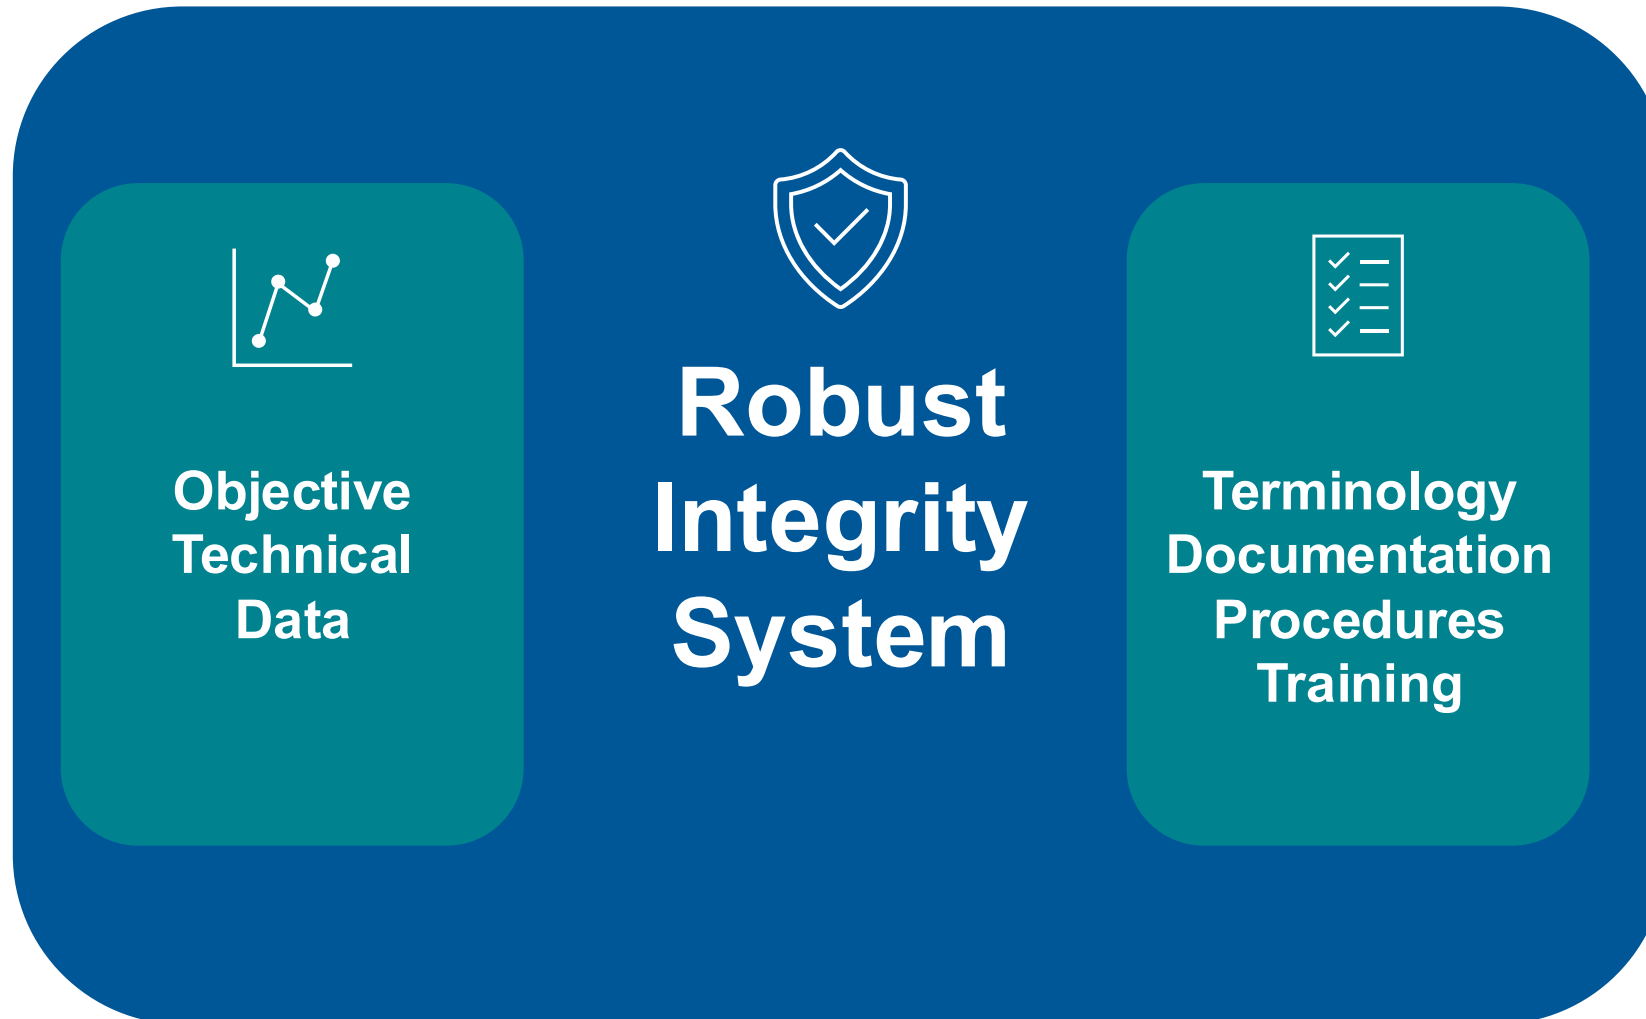 Objective
Technical
Data
Robust
Integrity
System
Terminology
Documentation
Procedures
Training